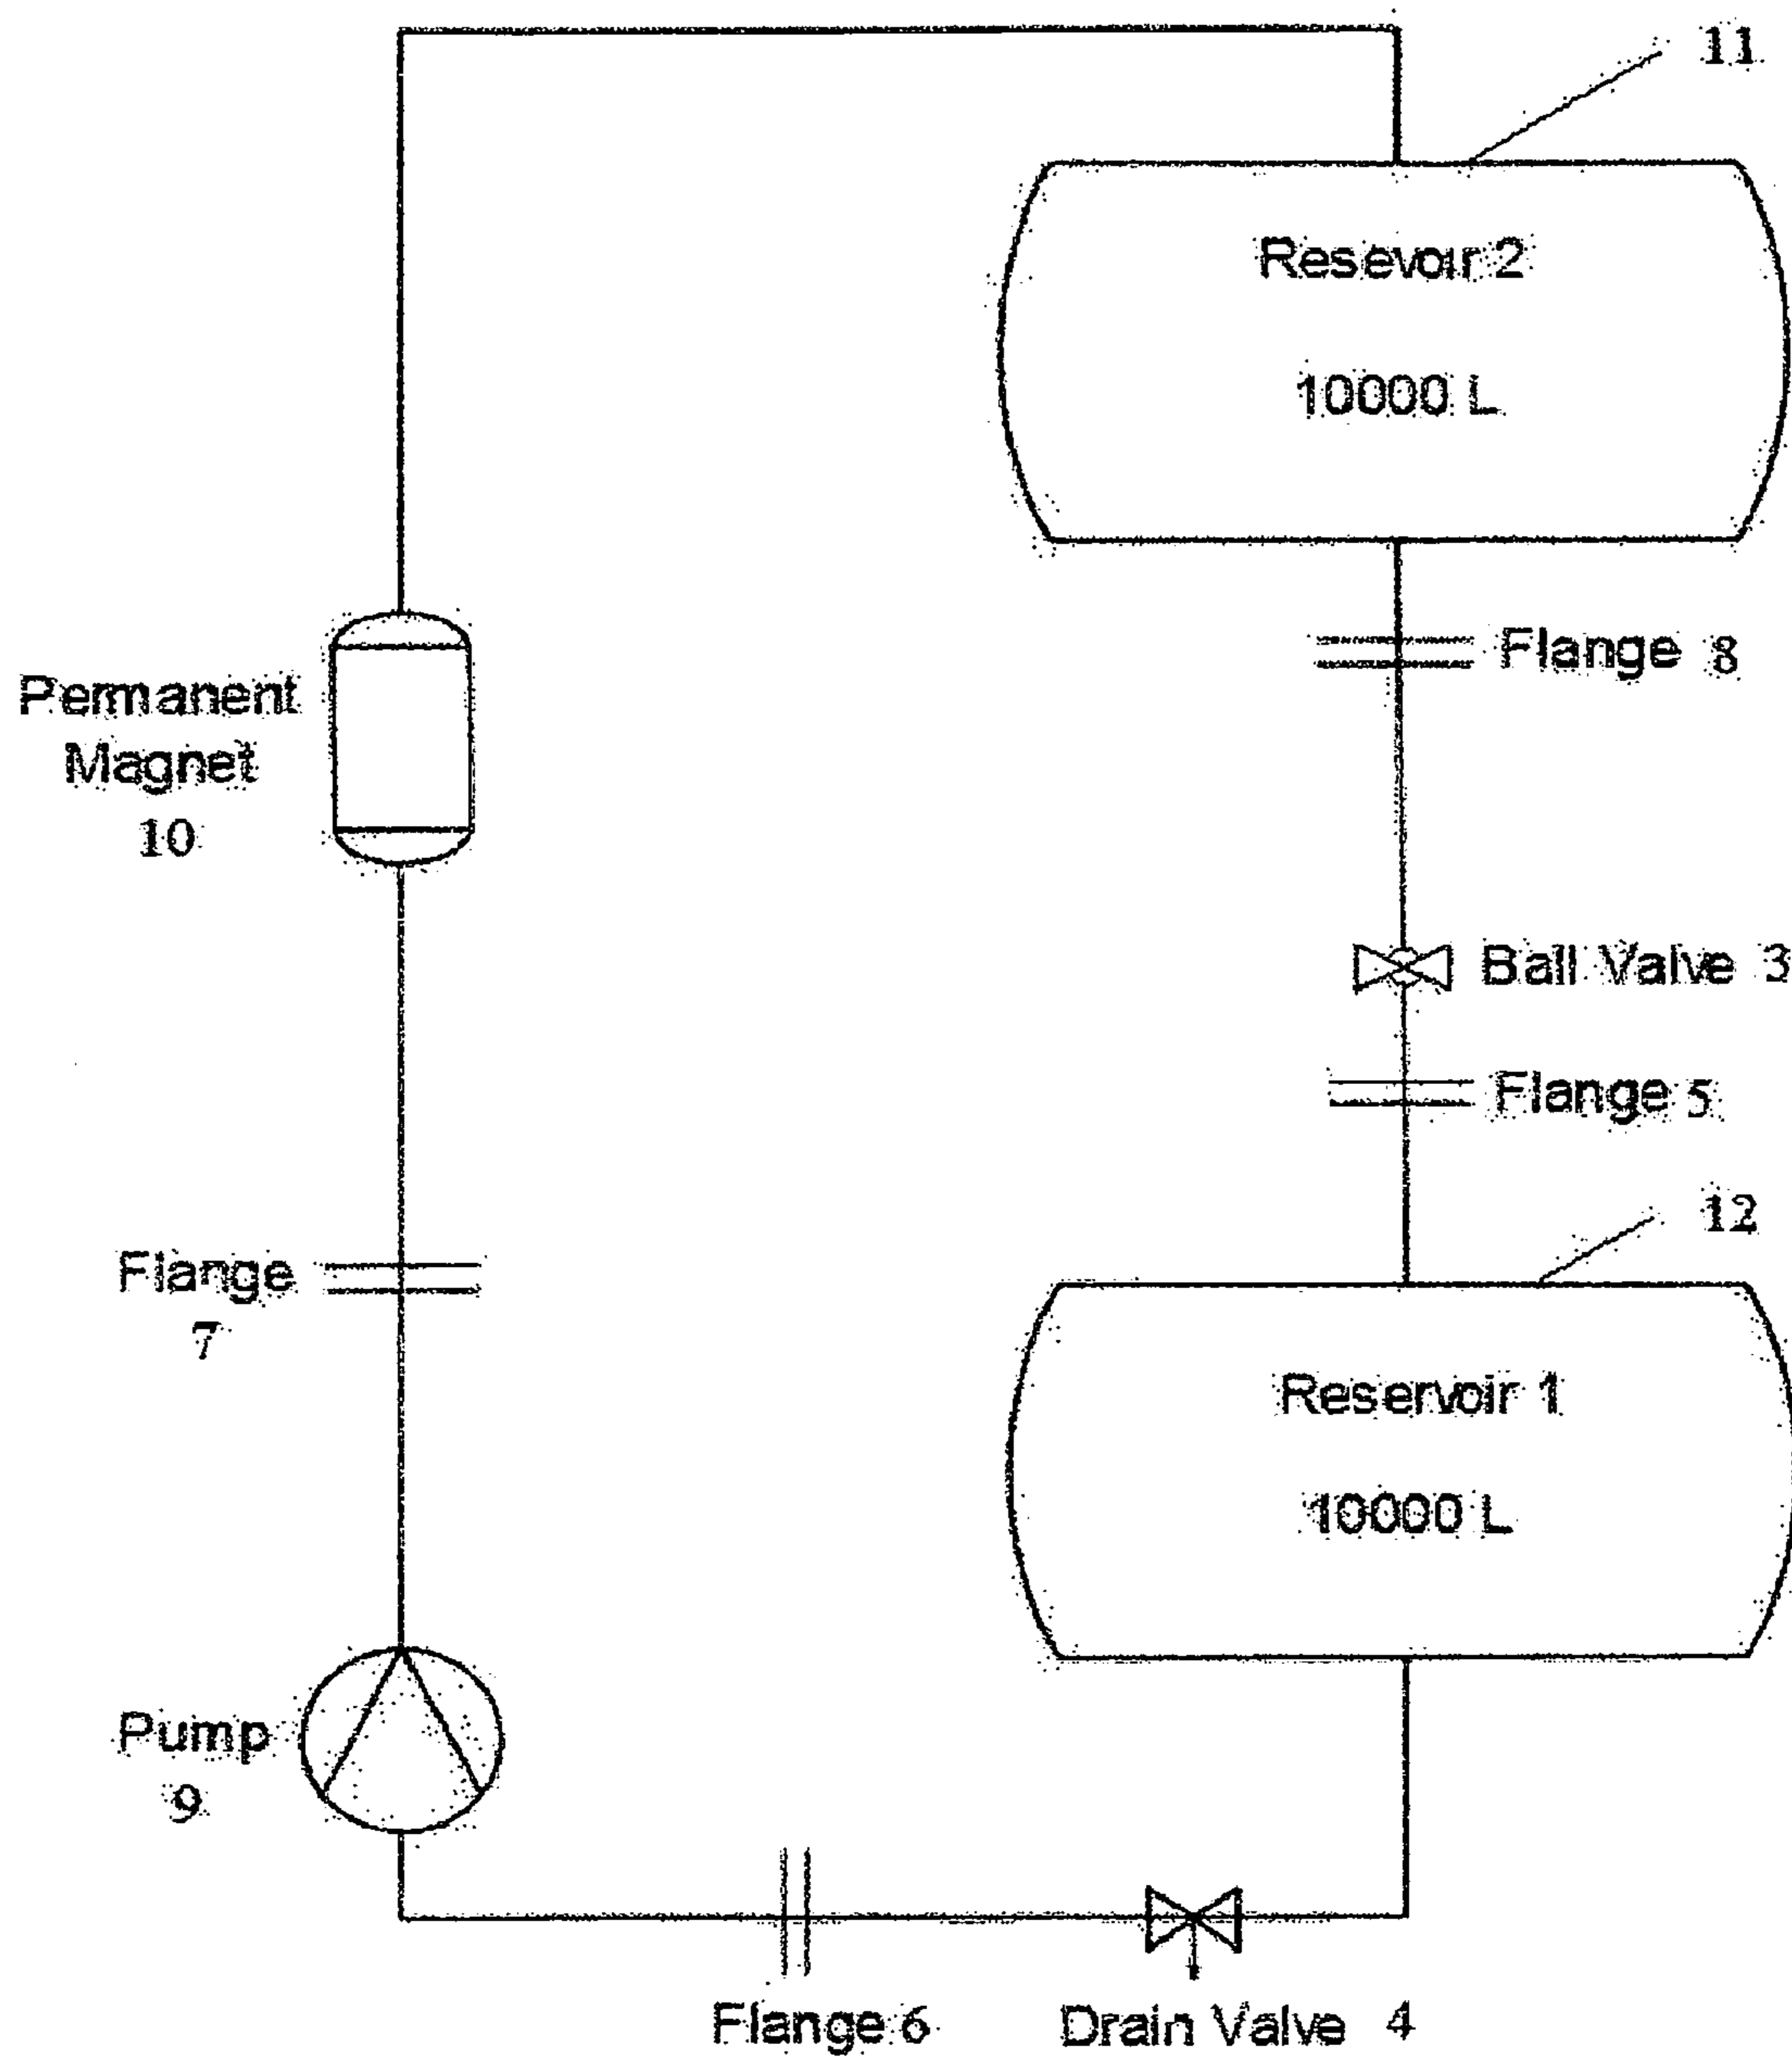 11
Resevoir 2
10000 L
Flange 8
Permanent
Magnet
10
Ball Valve 3
Flange 5
12
Flange
7
Reservoir 1
10000 L
Pump
9
Flange 6
Drain Valve 4